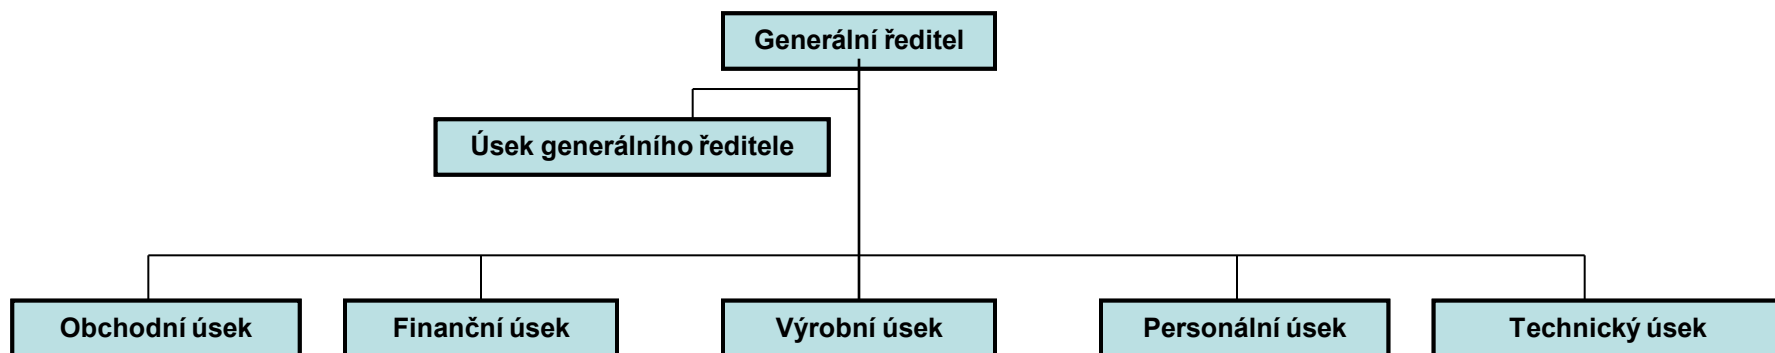 Generální ředitel
Úsek generálního ředitele
Obchodní úsek
Finanční úsek
Výrobní úsek
Personální úsek
Technický úsek